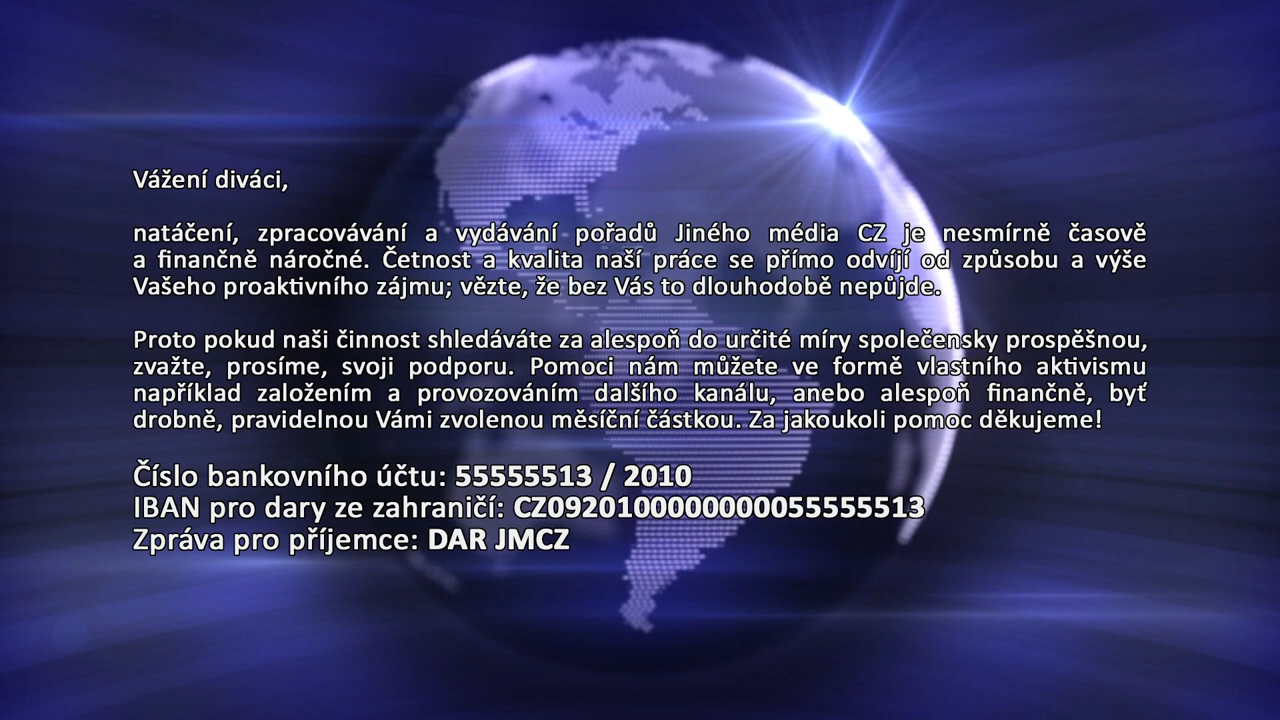 Vážení diváci,
natáčení, zpracovávání a vydávání pořadů Jiného média CZ je nesmírně časově
a finančně náročné. Četnost a kvalita naší práce se přímo odvíjí od způsobu a výše
Vašeho proaktivního zájmu; vězte, že bez Vás to dlouhodobě nepůjde.
Proto pokud naši činnost shledáváte za alespoň do určité míry společensky prospěšnou,
zvažte, prosíme, svoji podporu. Pomoci nám můžete ve formě vlastního aktivismu
například založením a provozováním dalšího kanálu, anebo alespoň finančně, byť
drobně, pravidelnou Vámi zvolenou měsíční částkou. Za jakoukoli pomoc děkujeme!
Číslo bankovního účtu: 55555513 / 2010
IBAN pro dary ze zahraničí: CZ0920100000000055555513
Zpráva pro příjemce: DAR JMCZ